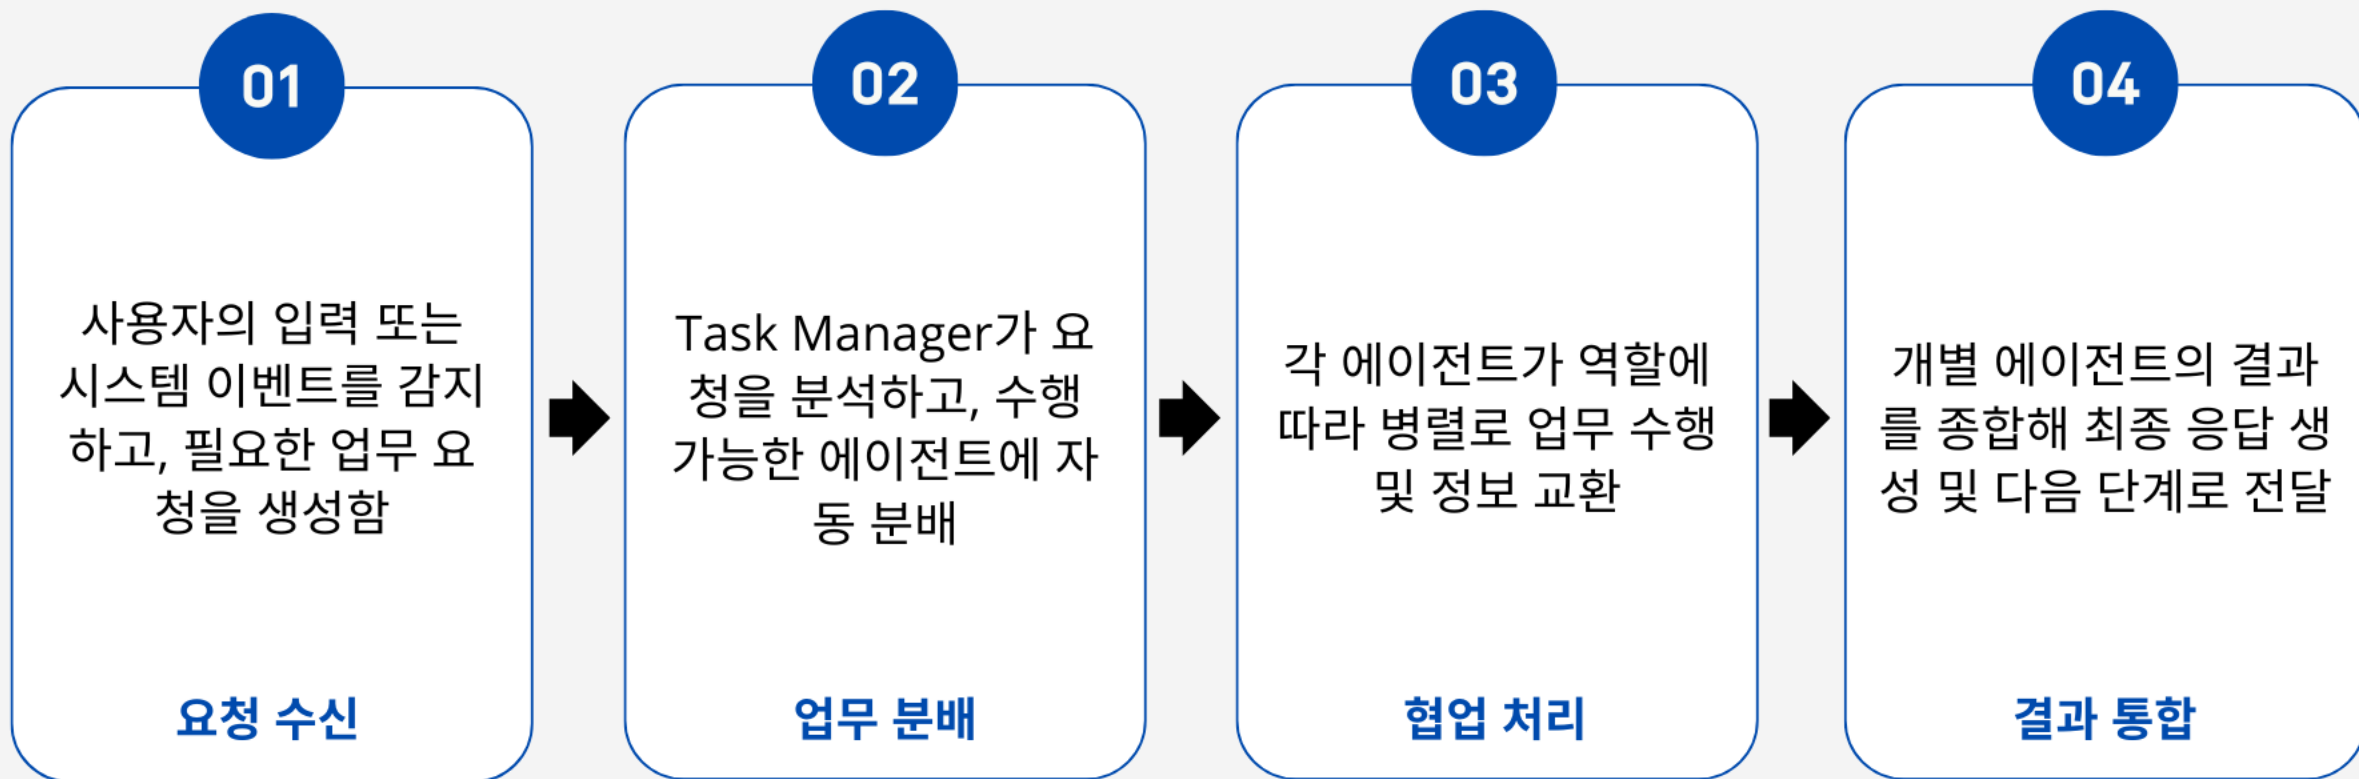 01
사용자의 입력 또는
시스템 이벤트를 감지
하고, 필요한 업무 요
청을 생성함
요청 수신
02
Task Manager가 요
청을 분석하고, 수행
가능한 에이전트에 자
동 분배
업무 분배
03
각 에이전트가 역할에
따라 병렬로 업무 수행
및 정보 교환
협업 처리
04
개별 에이전트의 결과
를 종합해 최종 응답 생
성 및 다음 단계로 전달
결과 통합